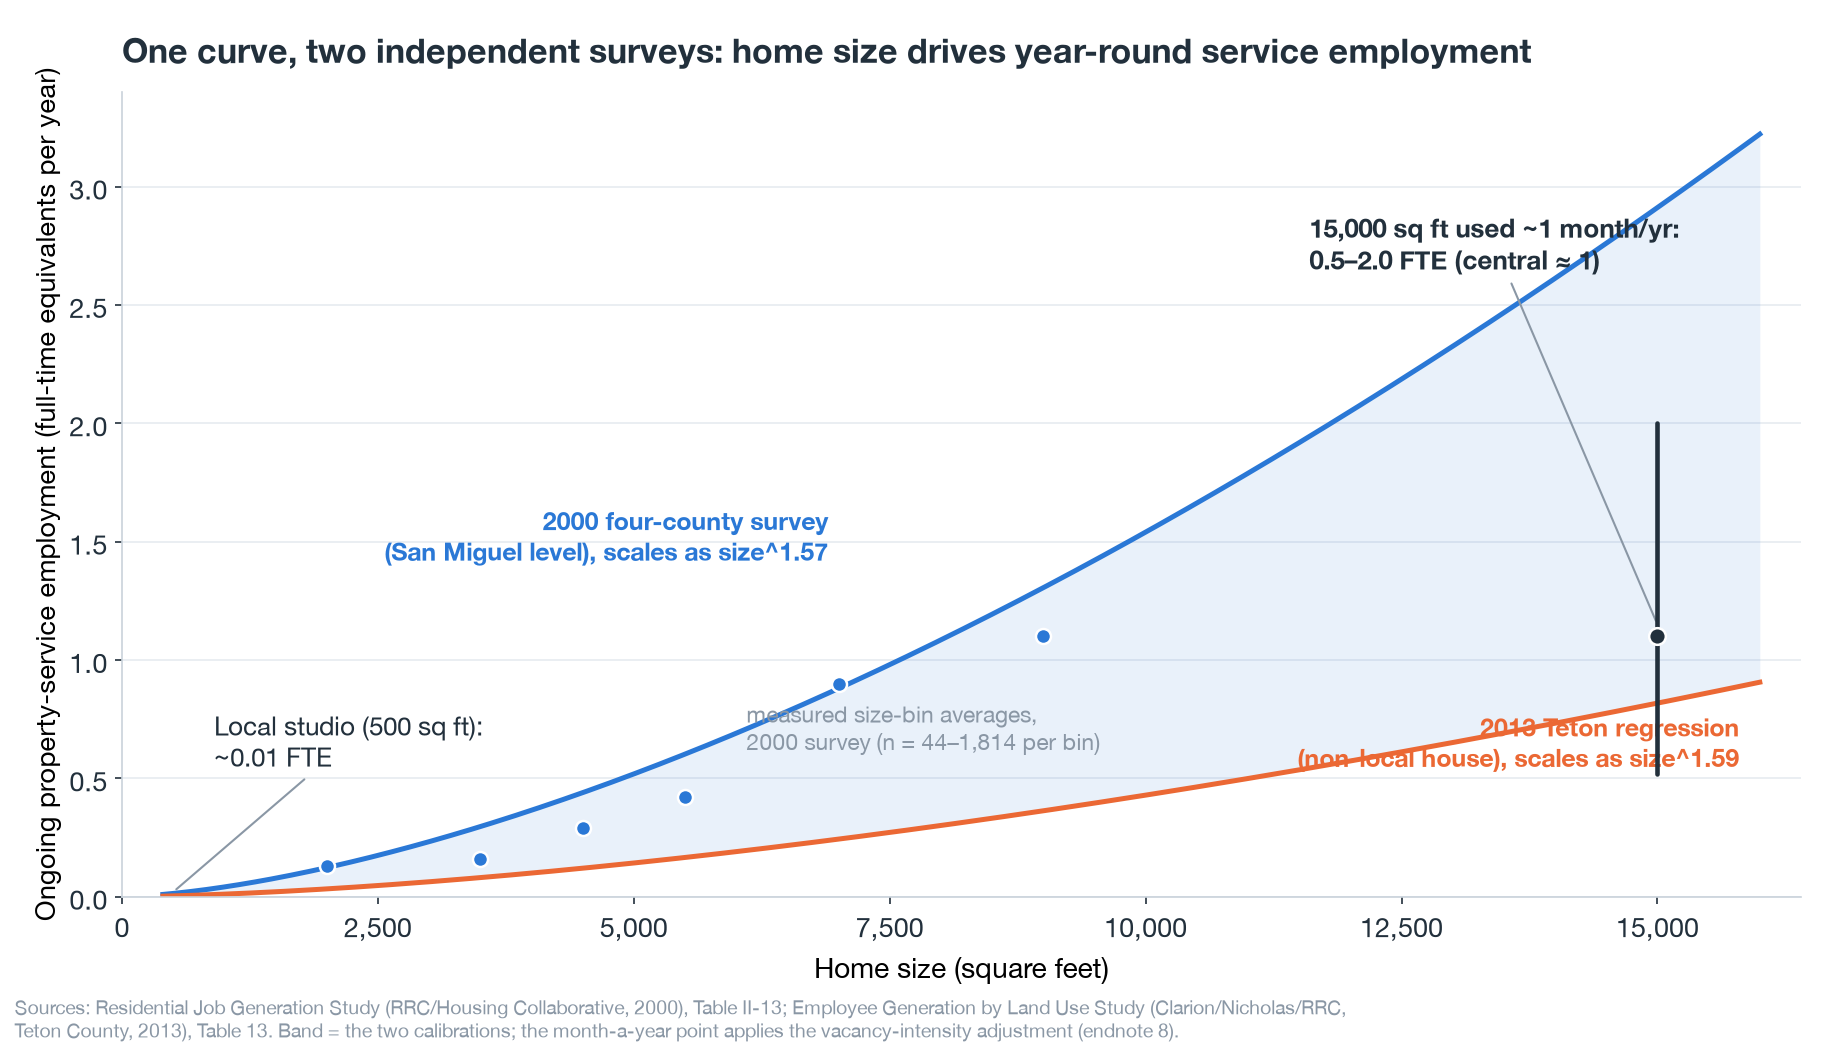 One curve, two independent surveys: home size drives year-round service employment
Ongoing property-service employment (full-time equivalents per year)
3.0
2.5
2.0
1.5
1.0
0.5
0.0
15,000 sq ft used ~1 month/yr:
0.5–2.0 FTE (central ≈ 1)
2000 four-county survey
(San Miguel level), scales as size^1.57
measured size-bin averages,
2000 survey (n = 44–1,814 per bin)
Local studio (500 sq ft):
~0.01 FTE
2013 Teton regression
(non-local house), scales as size^1.59
0
2,500
5,000
7,500
10,000
12,500
15,000
Home size (square feet)
Sources: Residential Job Generation Study (RRC/Housing Collaborative, 2000), Table II-13; Employee Generation by Land Use Study (Clarion/Nicholas/RRC,
Teton County, 2013), Table 13. Band = the two calibrations; the month-a-year point applies the vacancy-intensity adjustment (endnote 8).